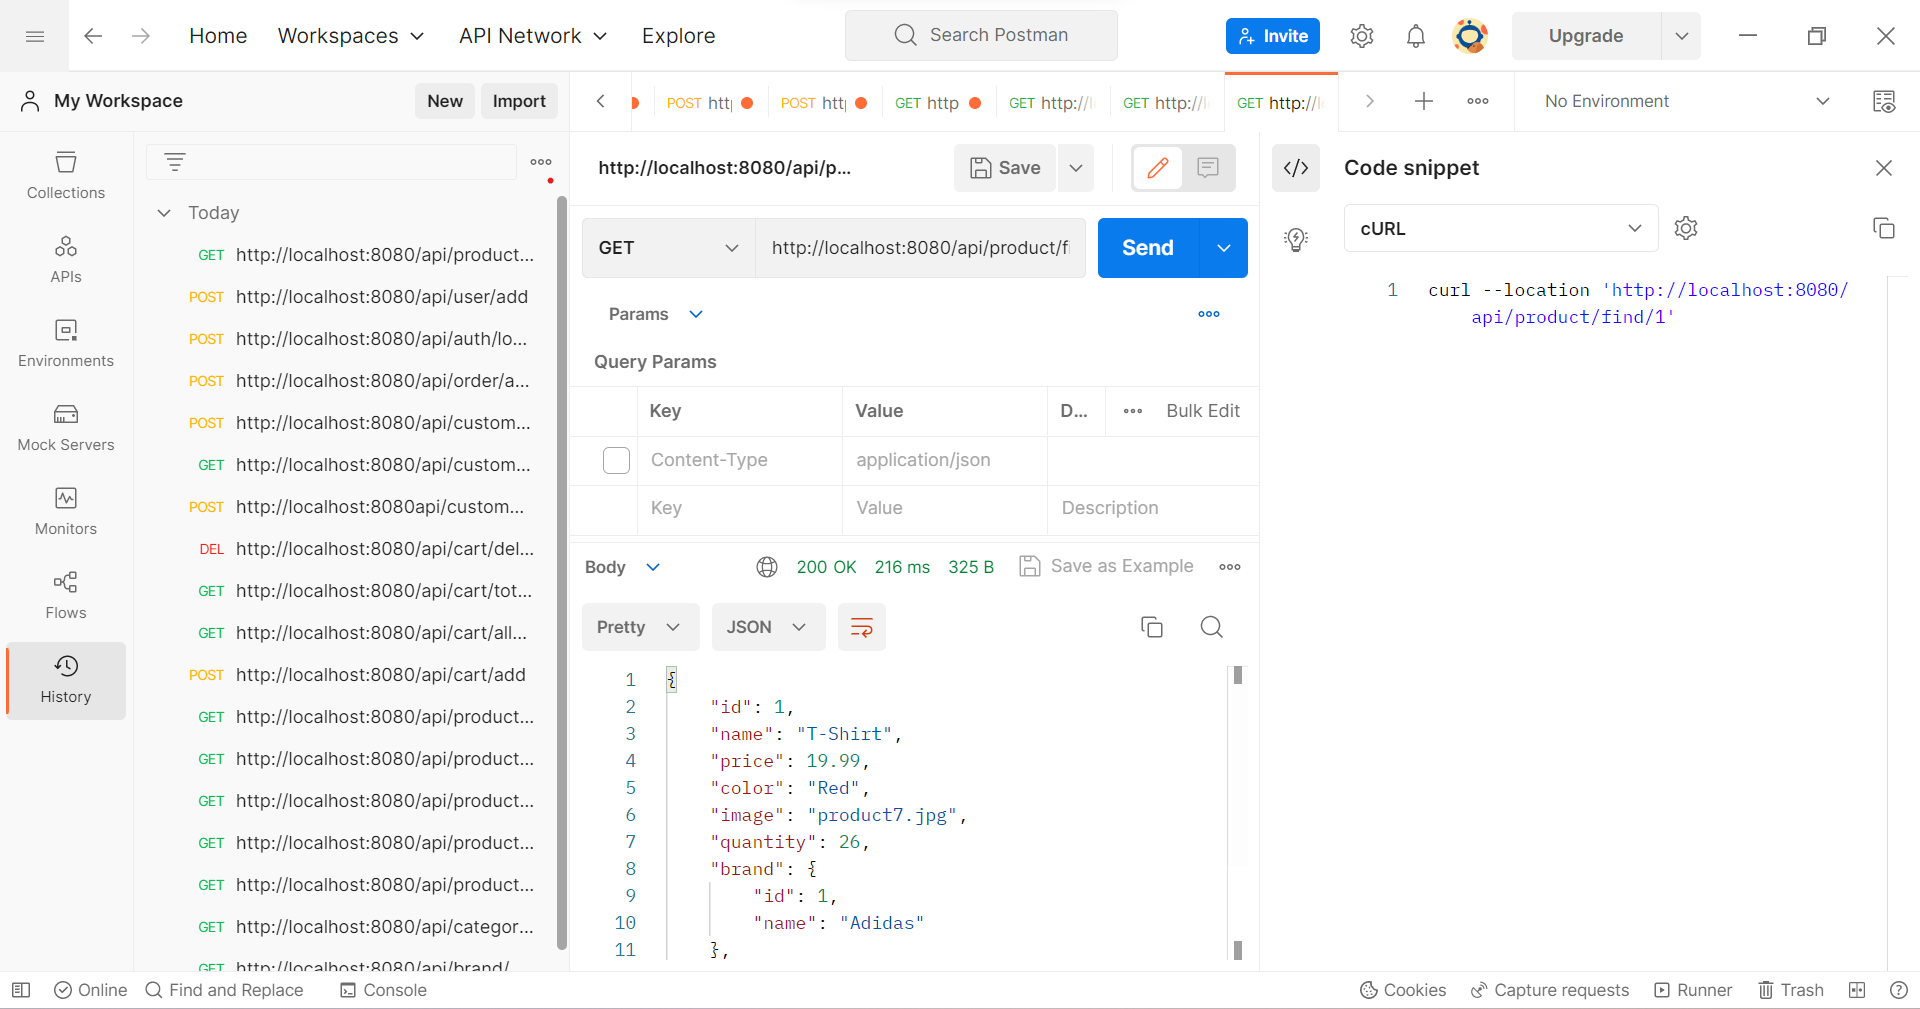 Home
Workspaces
API Network
Explore
Search Postman
Invite
Upgrade
My Workspace
New
Import
POST htt
POST htt
GET http
GET http://l
GET http://l
GET http://l
No Environment
Collections
APIs
Environments
Mock Servers
Monitors
Flows
History
Today
GET http://localhost:8080/api/product...
POST http://localhost:8080/api/user/add
POST http://localhost:8080/api/auth/lo...
POST http://localhost:8080/api/order/a...
POST http://localhost:8080/api/custom...
GET http://localhost:8080/api/custom...
POST http://localhost:8080api/custom...
DEL http://localhost:8080/api/cart/del...
GET http://localhost:8080/api/cart/tot...
GET http://localhost:8080/api/cart/all...
POST http://localhost:8080/api/cart/add
GET http://localhost:8080/api/product...
GET http://localhost:8080/api/product...
GET http://localhost:8080/api/product...
GET http://localhost:8080/api/product...
GET http://localhost:8080/api/product...
GET http://localhost:8080/api/categor...
GET http://localhost:8080/api/brand/
http://localhost:8080/api/p...
Save
GET
http://localhost:8080/api/product/fi
Send
Params
Query Params
Key Value D... Bulk Edit
Content-Type application/json
Key Value Description
Body
200 OK 216 ms 325 B
Save as Example
Pretty
JSON
1 {
2 "id": 1,
3 "name": "T-Shirt",
4 "price": 19.99,
5 "color": "Red",
6 "image": "product7.jpg",
7 "quantity": 26,
8 "brand": {
9 "id": 1,
10 "name": "Adidas"
11 },
</> Code snippet
cURL
1 curl --location 'http://localhost:8080/
api/product/find/1'
Online
Find and Replace
Console
Cookies
Capture requests
Runner
Trash